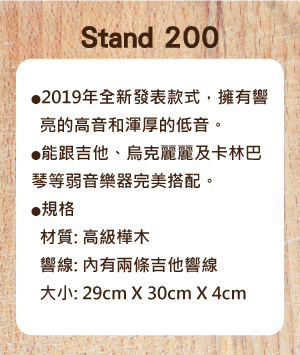 Stand 200
●2019年全新發表款式，擁有響
亮的高音和渾厚的低音。
●能跟吉他、烏克麗麗及卡林巴
琴等弱音樂器完美搭配。
●規格
材質: 高級樺木
響線: 內有兩條吉他響線
大小: 29cm X 30cm X 4cm